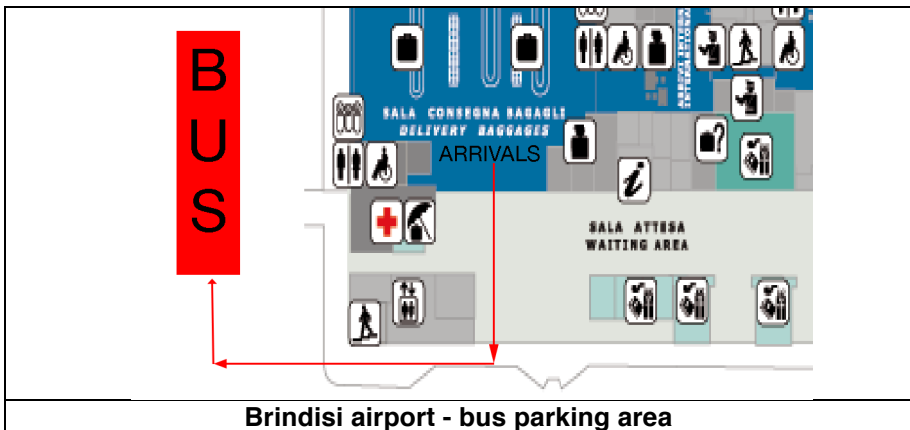 B
U
S
SALA CONSEGNA BAGAGLI
DELIVERY BAGGAGES
ARRIVALS
SALA ATTESA
WAITING AREA
Brindisi airport - bus parking area